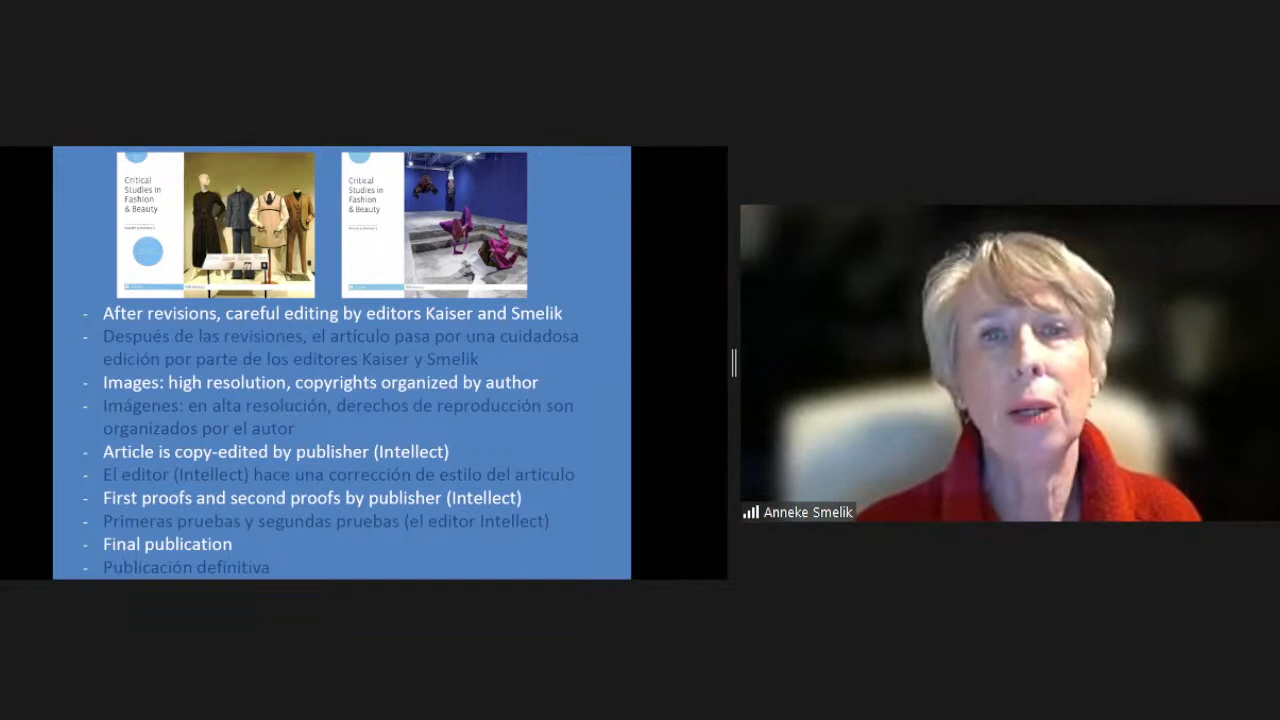 Critical
Studies in
Fashion
& Beauty
Critical
Studies in
Fashion
& Beauty
- After revisions, careful editing by editors Kaiser and Smelik
- Después de las revisiones, el artículo pasa por una cuidadosa
edición por parte de los editores Kaiser y Smelik
- Images: high resolution, copyrights organized by author
- Imágenes: en alta resolución, derechos de reproducción son
organizados por el autor
- Article is copy-edited by publisher (Intellect)
- El editor (Intellect) hace una corrección de estilo del articulo
- First proofs and second proofs by publisher (Intellect)
- Primeras pruebas y segundas pruebas (el editor Intellect)
- Final publication
- Publicación definitiva
Anneke Smelik